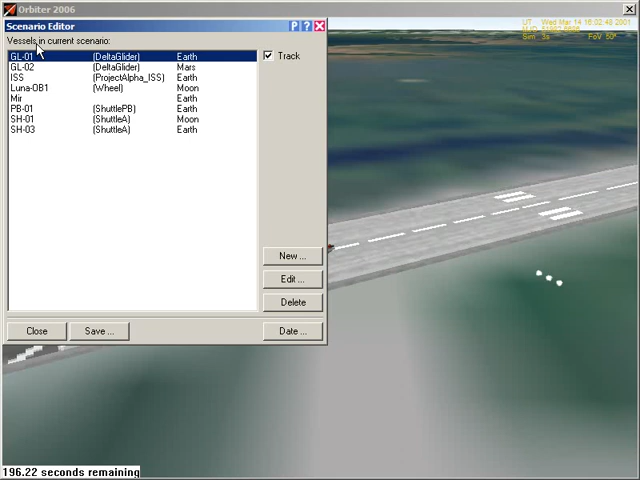 Orbiter 2006
Scenario Editor P ?
Vessels in current scenario:
GL-01 (DeltaGlider) Earth
GL-02 (DeltaGlider) Mars
ISS (ProjectAlpha_ISS) Earth
Luna-OB1 (Wheel) Moon
Mir Earth
PB-01 (ShuttlePB) Earth
SH-01 (ShuttleA) Moon
SH-03 (ShuttleA) Earth
Track
New ...
Edit ...
Delete
Close Save ... Date ...
UT Wed Mar 14 16:02:48 2001
Sim 3s FoV 50°
196.22 seconds remaining